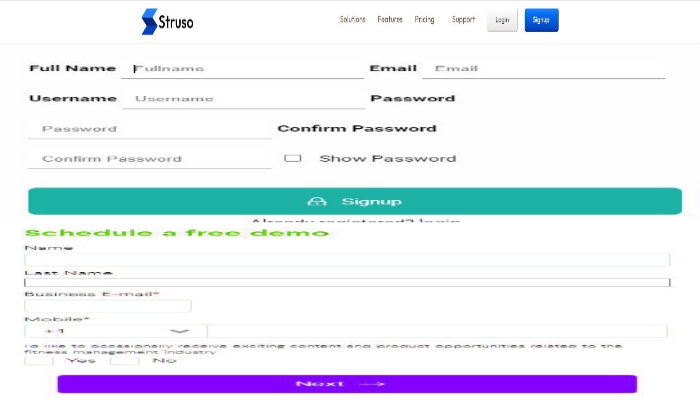 Struso
Solutions Features Pricing Support Login Signup
Full Name Fullname Email Email
Username Username Password
Password Confirm Password
Confirm Password Show Password
Signup
Already registered? login
Schedule a free demo
Name
Last Name
Business E-mail*
Mobile*
+1
I'd like to occasionally receive exciting content and product opportunities related to the
fitness management industry
Yes No
Next →